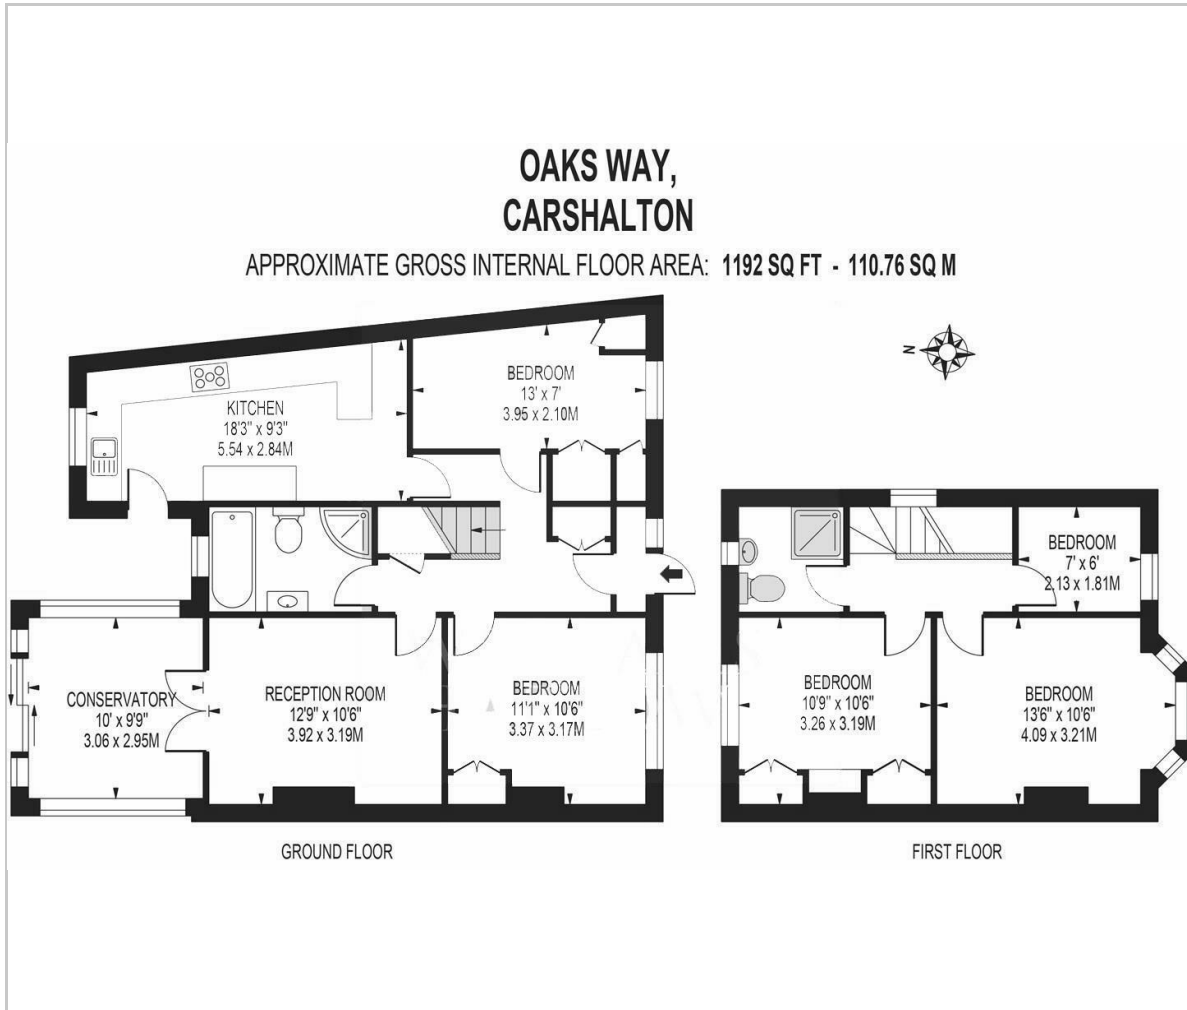 OAKS WAY,
CARSHALTON
APPROXIMATE GROSS INTERNAL FLOOR AREA: 1192 SQ FT - 110.76 SQ M
N
BEDROOM
13' x 7'
3.95 x 2.10M
KITCHEN
18'3" x 9'3"
5.54 x 2.84M
BEDROOM
7' x 6'
2.13 x 1.81M
CONSERVATORY
10' x 9'9"
3.06 x 2.95M
RECEPTION ROOM
12'9" x 10'6"
3.92 x 3.19M
BEDROOM
11'1" x 10'6"
3.37 x 3.17M
BEDROOM
10'9" x 10'6"
3.26 x 3.19M
BEDROOM
13'6" x 10'6"
4.09 x 3.21M
GROUND FLOOR
FIRST FLOOR